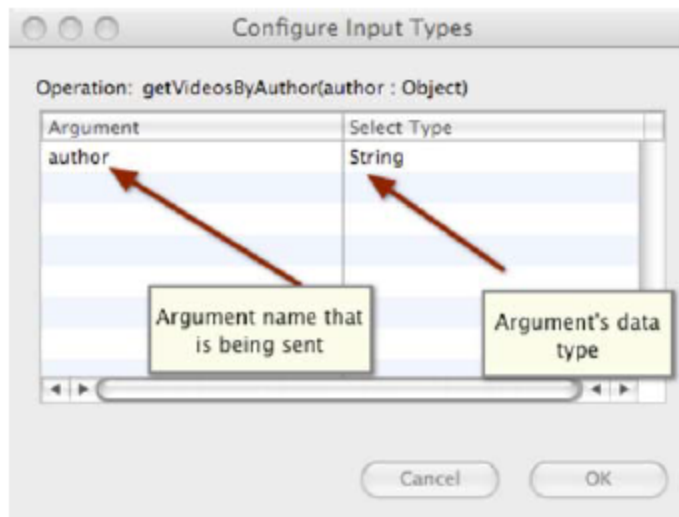 Configure Input Types
Operation: getVideosByAuthor(author : Object)
Argument Select Type
author String
Argument name that
is being sent
Argument's data
type
Cancel OK